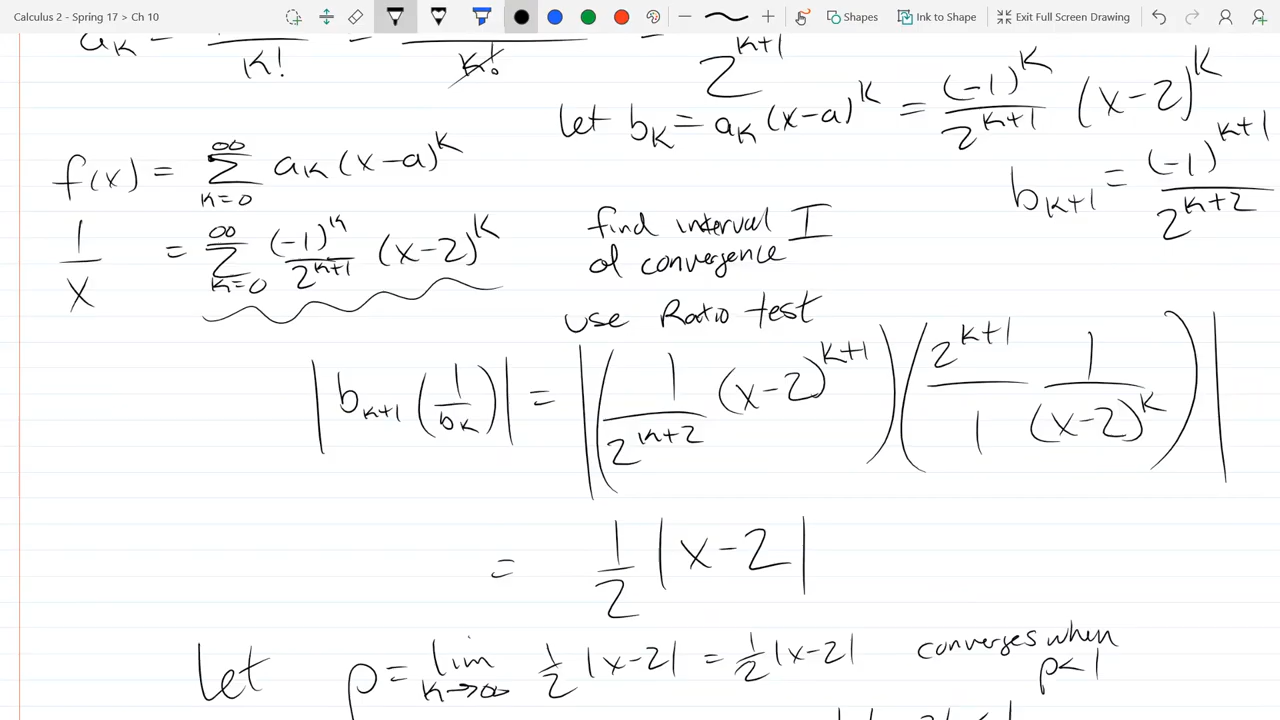 Calculus 2 - Spring 17 > Ch 10
Shapes
Ink to Shape
Exit Full Screen Drawing
a_k = / k! = / k! = / 2^{k+1}
let b_k = a_k (x-a)^k = (-1)^k / 2^{k+1} (x-2)^k
f(x) = ∑_{k=0}^∞ a_k (x-a)^k
b_{k+1} = (-1)^{k+1} / 2^{k+2}
1/x = ∑_{k=0}^∞ (-1)^k / 2^{k+1} (x-2)^k
find interval I
of convergence
use Ratio test
| b_{k+1} (1/b_k) | = | ( 1/2^{k+2} (x-2)^{k+1} ) ( 2^{k+1}/1 1/(x-2)^k ) |
= 1/2 |x-2|
let ρ = lim_{k→∞} 1/2 |x-2| = 1/2 |x-2|
converges when
ρ < 1